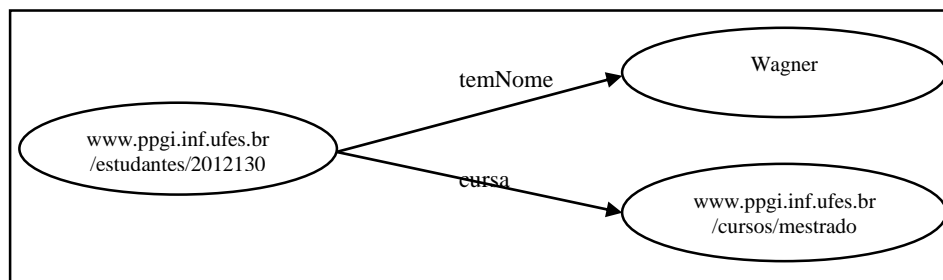 www.ppgi.inf.ufes.br
/estudantes/2012130
temNome
Wagner
cursa
www.ppgi.inf.ufes.br
/cursos/mestrado